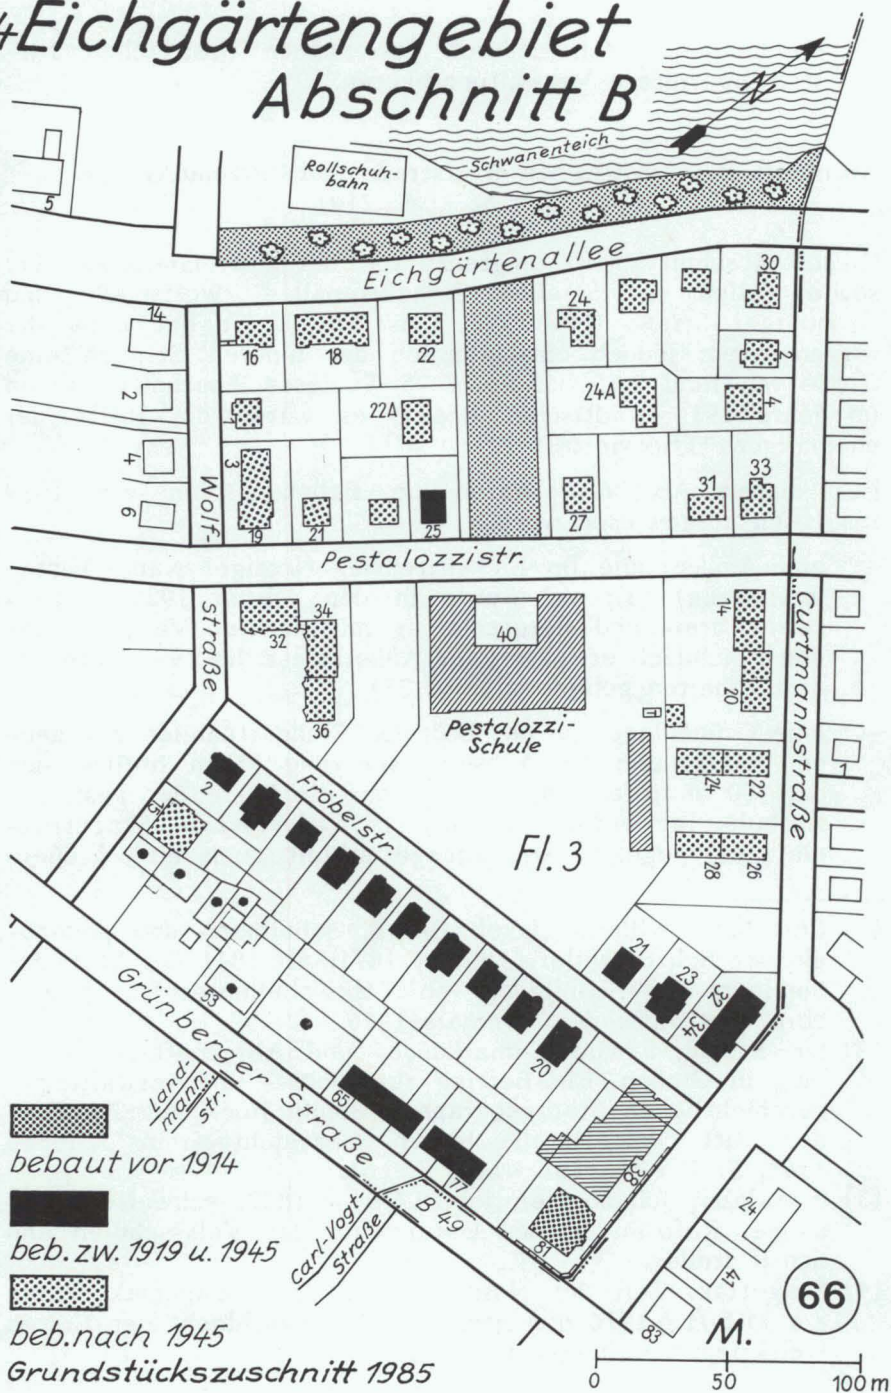 4 Eichgärtengebiet
Abschnitt B
N
Schwanenteich
Rollschuh-
bahn
5
Eichgärtenallee
14
16
18
22
24
30
2
2
1
22A
24A
4
4
3
6
19
21
25
27
31
33
Wolf-
straße
Pestalozzistr.
32
34
36
40
Pestalozzi-
Schule
14
20
Curtmannstraße
24
22
1
28
26
2
Fröbelstr.
Fl. 3
21
23
32
34
20
53
Grünberger
Straße
Land-
mann-
str.
65
77
38
81
B 49
Carl-Vogt-
Straße
24
41
83
M.
66
bebaut vor 1914
beb. zw. 1919 u. 1945
beb. nach 1945
Grundstückszuschnitt 1985
0 50 100 m